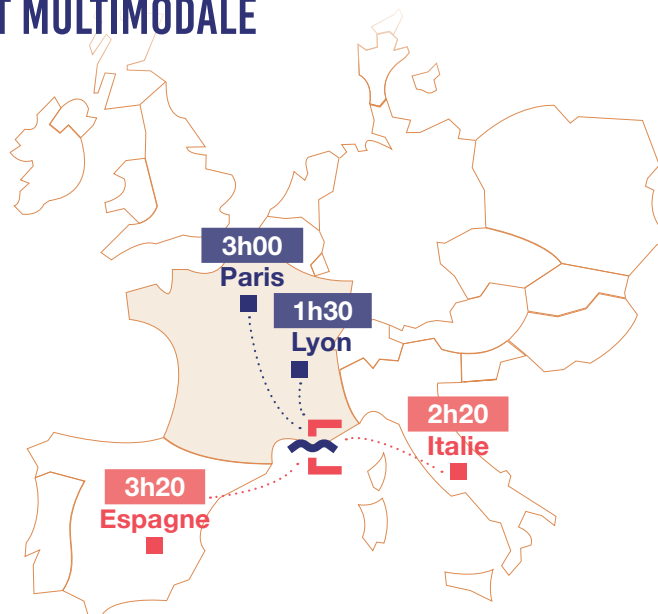 T MULTIMODALE
3h00
Paris
1h30
Lyon
2h20
Italie
3h20
Espagne